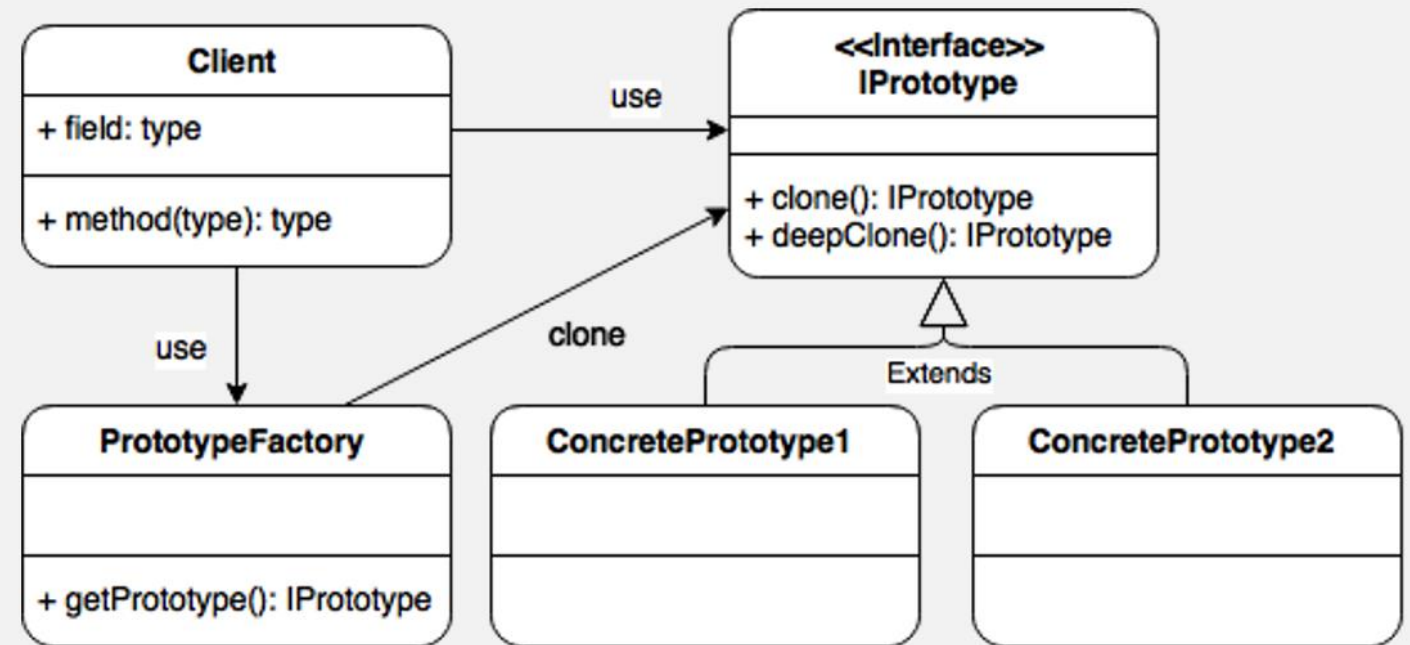 Client
+ field: type
+ method(type): type
use
<<Interface>>
IPrototype
+ clone(): IPrototype
+ deepClone(): IPrototype
use
clone
Extends
PrototypeFactory
+ getPrototype(): IPrototype
ConcretePrototype1
ConcretePrototype2